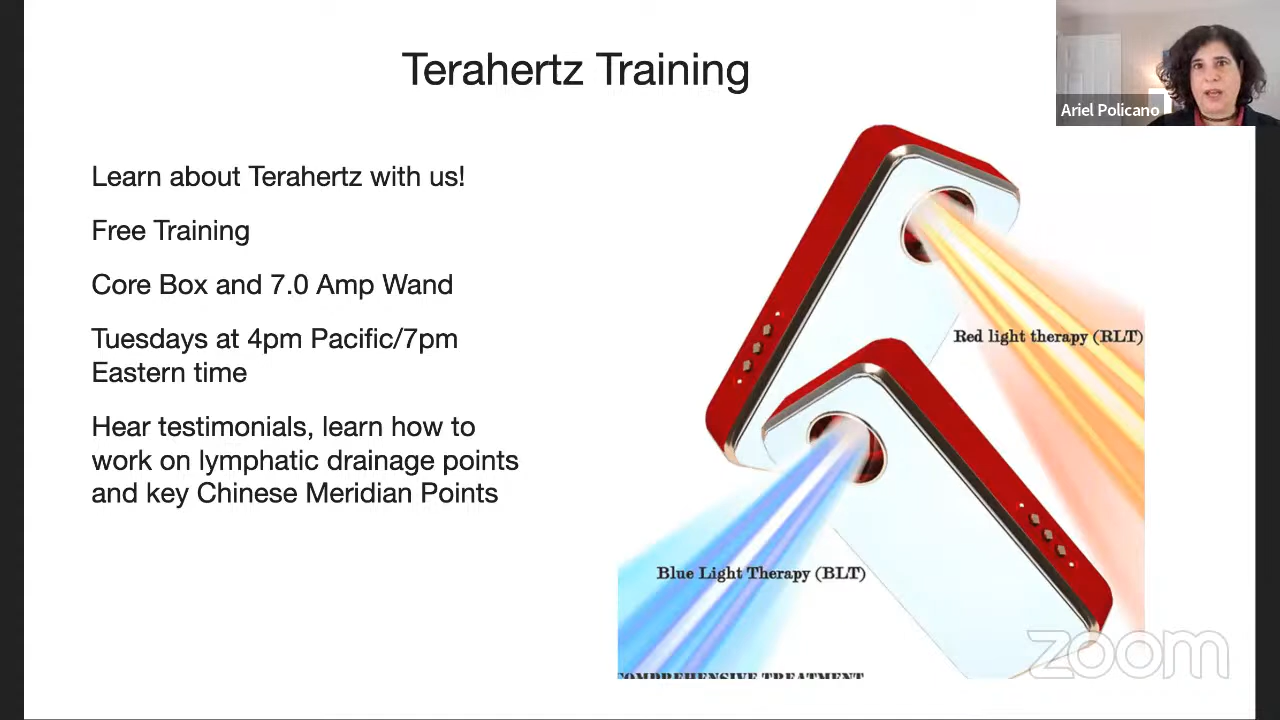 Terahertz Training
Ariel Policano
Learn about Terahertz with us!
Free Training
Core Box and 7.0 Amp Wand
Tuesdays at 4pm Pacific/7pm
Eastern time
Hear testimonials, learn how to
work on lymphatic drainage points
and key Chinese Meridian Points
Red light therapy (RLT)
Blue Light Therapy (BLT)
COMPREHENSIVE TREATMENT
zoom